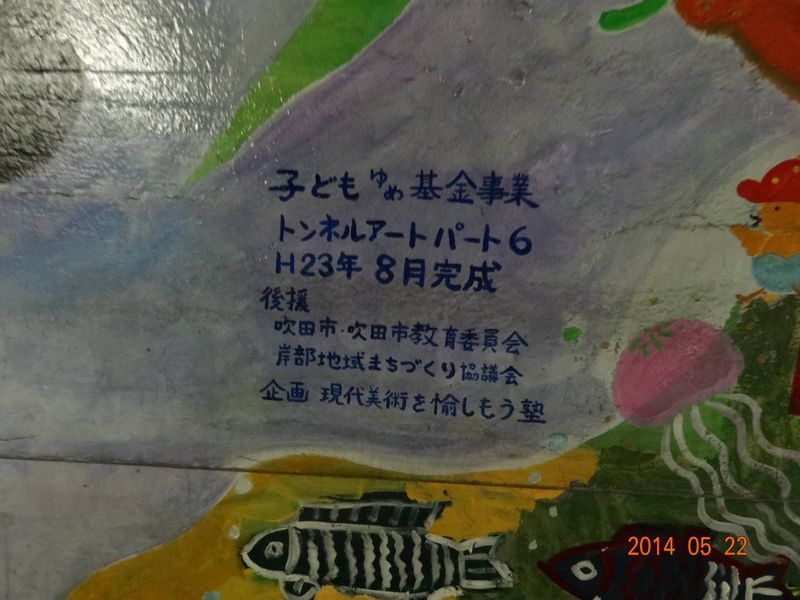 子どもゆめ基金事業
トンネルアートパート6
H23年 8月完成
後援
吹田市・吹田市教育委員会
岸部地域まちづくり協議会
企画 現代美術を愉しもう塾
2014 05 22